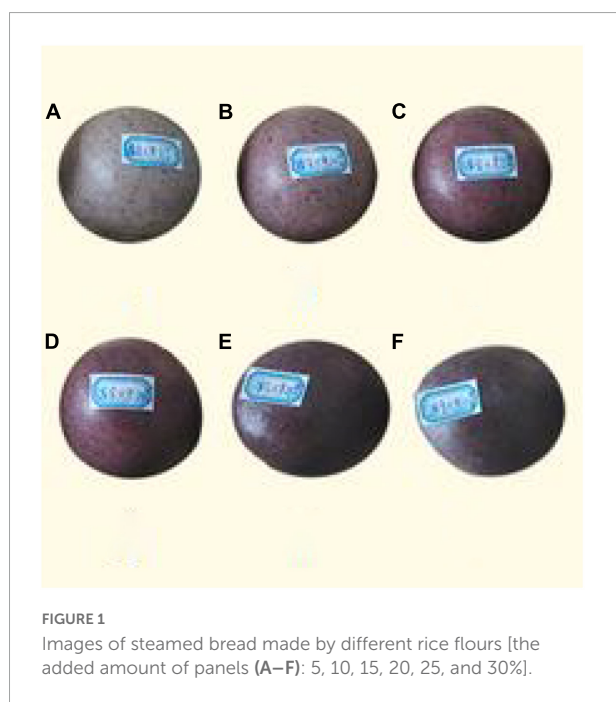 A B C
D E F
FIGURE 1
Images of steamed bread made by different rice flours [the
added amount of panels (A–F): 5, 10, 15, 20, 25, and 30%].